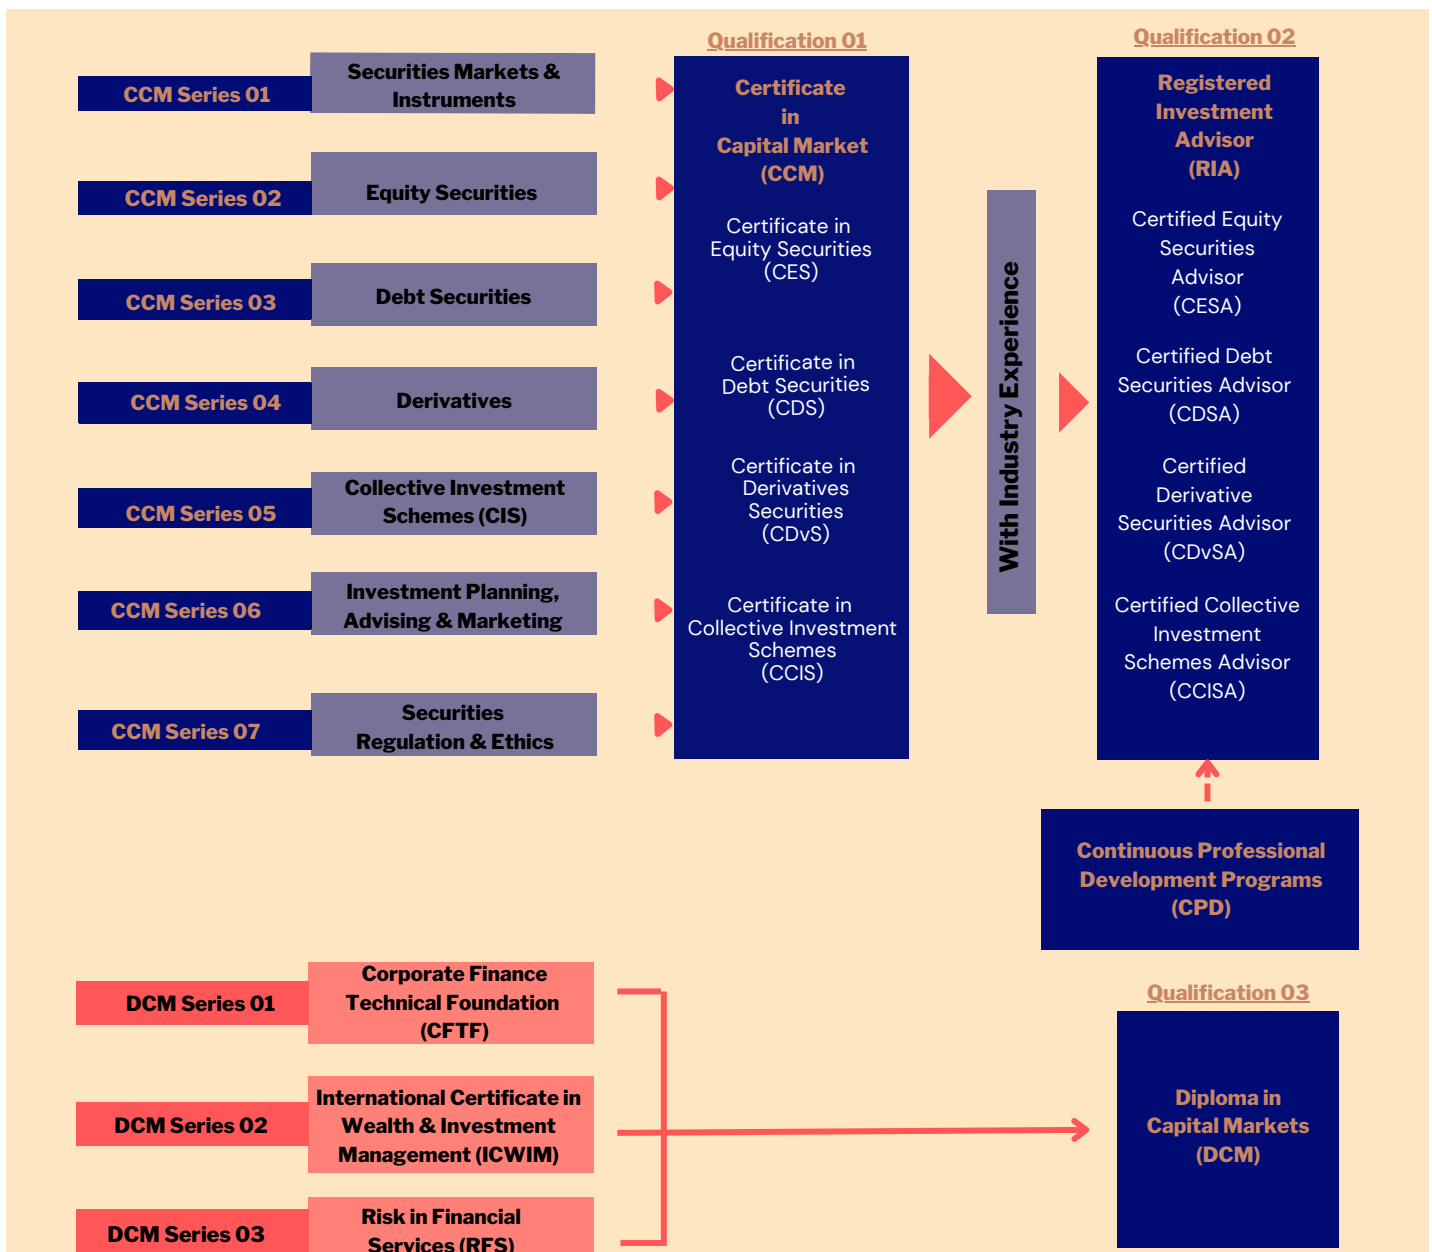 Qualification 01
Qualification 02
CCM Series 01
Securities Markets &
Instruments
CCM Series 02
Equity Securities
CCM Series 03
Debt Securities
CCM Series 04
Derivatives
CCM Series 05
Collective Investment
Schemes (CIS)
CCM Series 06
Investment Planning,
Advising & Marketing
CCM Series 07
Securities
Regulation & Ethics
Certificate
in
Capital Market
(CCM)
Certificate in
Equity Securities
(CES)
Certificate in
Debt Securities
(CDS)
Certificate in
Derivatives
Securities
(CDvS)
Certificate in
Collective Investment
Schemes
(CCIS)
With Industry Experience
Registered
Investment
Advisor
(RIA)
Certified Equity
Securities
Advisor
(CESA)
Certified Debt
Securities Advisor
(CDSA)
Certified
Derivative
Securities Advisor
(CDvSA)
Certified Collective
Investment
Schemes Advisor
(CCISA)
Continuous Professional
Development Programs
(CPD)
DCM Series 01
Corporate Finance
Technical Foundation
(CFTF)
DCM Series 02
International Certificate in
Wealth & Investment
Management (ICWIM)
DCM Series 03
Risk in Financial
Services (RFS)
Qualification 03
Diploma in
Capital Markets
(DCM)